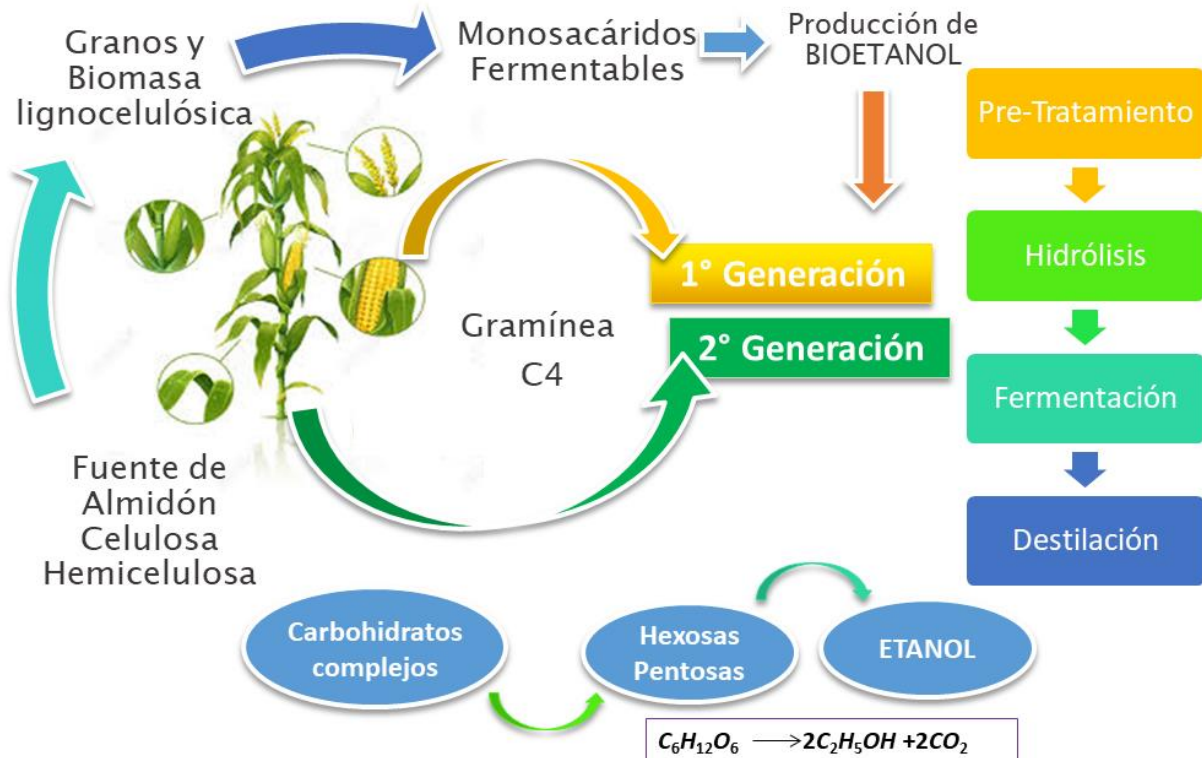 Granos y
Biomasa
lignocelulósica
Monosacáridos
Fermentables
Producción de
BIOETANOL
Pre-Tratamiento
Hidrólisis
Fermentación
Destilación
1° Generación
2° Generación
Gramínea
C4
Fuente de
Almidón
Celulosa
Hemicelulosa
Carbohidratos
complejos
Hexosas
Pentosas
ETANOL
C₆H₁₂O₆ ⟶2C₂H₅OH +2CO₂